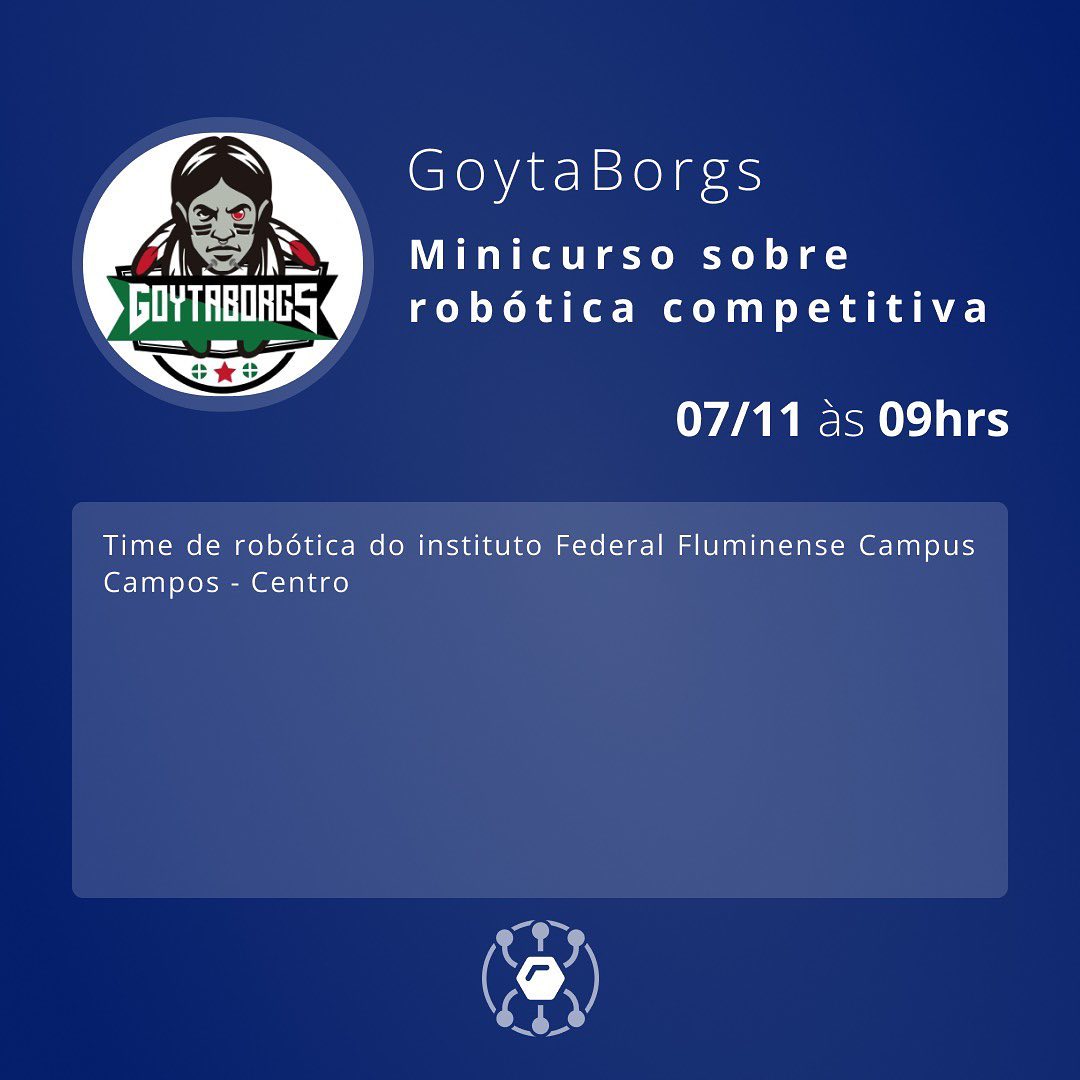 GoytaBorgs
Minicurso sobre
robótica competitiva
GOYTABORGS
07/11 às 09hrs
Time de robótica do instituto Federal Fluminense Campus
Campos - Centro